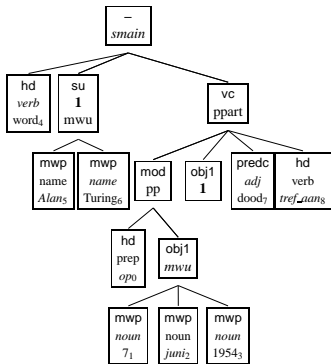 –
smain
hd
verb
word4
su
1
mwu
vc
ppart
mwp
name
Alan5
mwp
name
Turing6
mod
pp
obj1
1
predc
adj
dood7
hd
verb
tref_aan8
hd
prep
op0
obj1
mwu
mwp
noun
71
mwp
noun
juni2
mwp
noun
19543